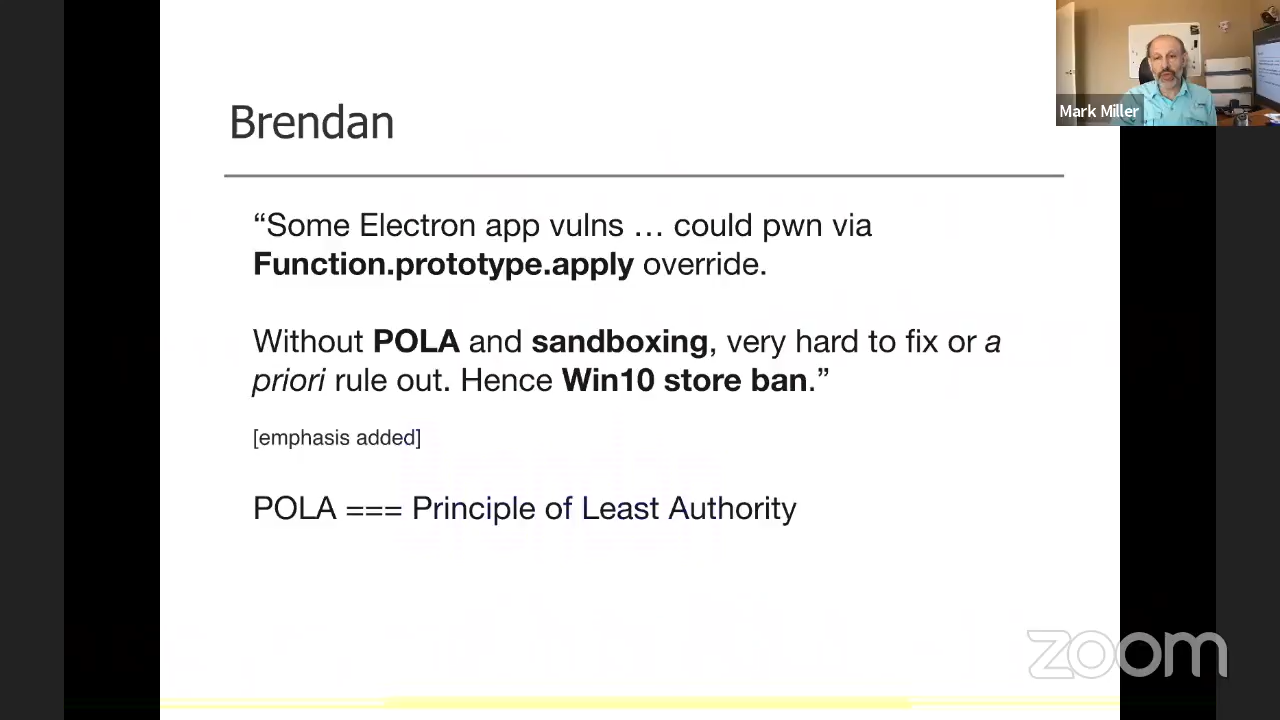 Brendan
Mark Miller
“Some Electron app vulns … could pwn via
Function.prototype.apply override.
Without POLA and sandboxing, very hard to fix or a
priori rule out. Hence Win10 store ban.”
[emphasis added]
POLA === Principle of Least Authority
zoom